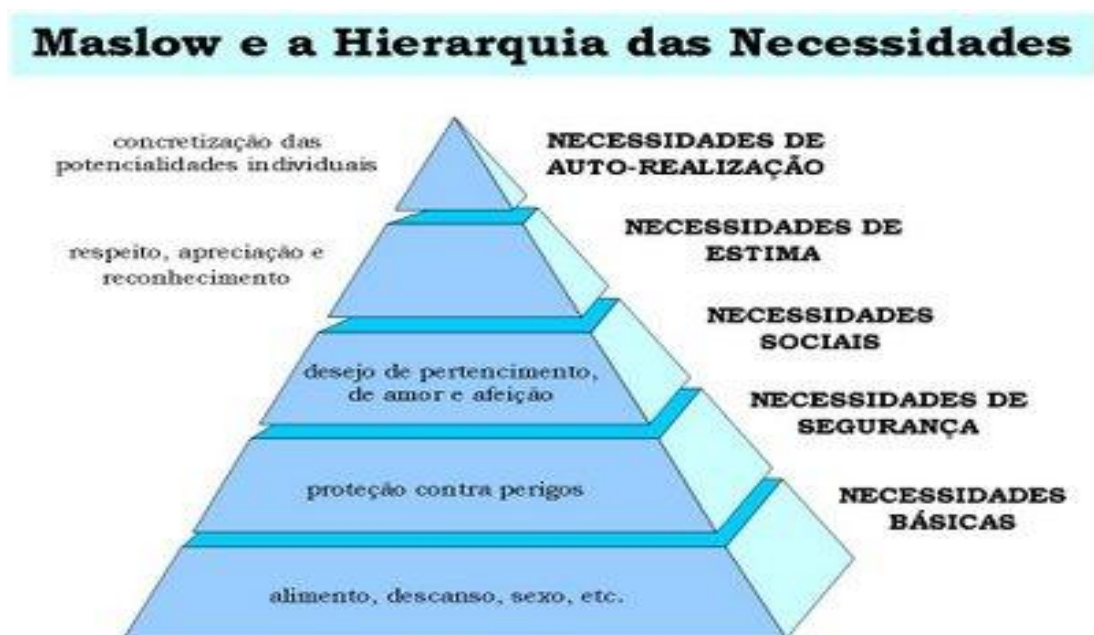 Maslow e a Hierarquia das Necessidades
concretização das
potencialidades individuais
NECESSIDADES DE
AUTO-REALIZAÇÃO
respeito, apreciação e
reconhecimento
NECESSIDADES DE
ESTIMA
desejo de pertencimento,
de amor e afeição
NECESSIDADES
SOCIAIS
proteção contra perigos
NECESSIDADES DE
SEGURANÇA
alimento, descanso, sexo, etc.
NECESSIDADES
BÁSICAS